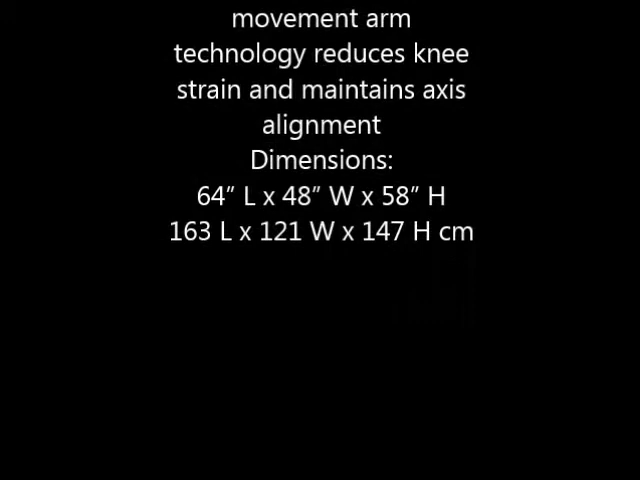 movement arm
technology reduces knee
strain and maintains axis
alignment
Dimensions:
64” L x 48” W x 58” H
163 L x 121 W x 147 H cm